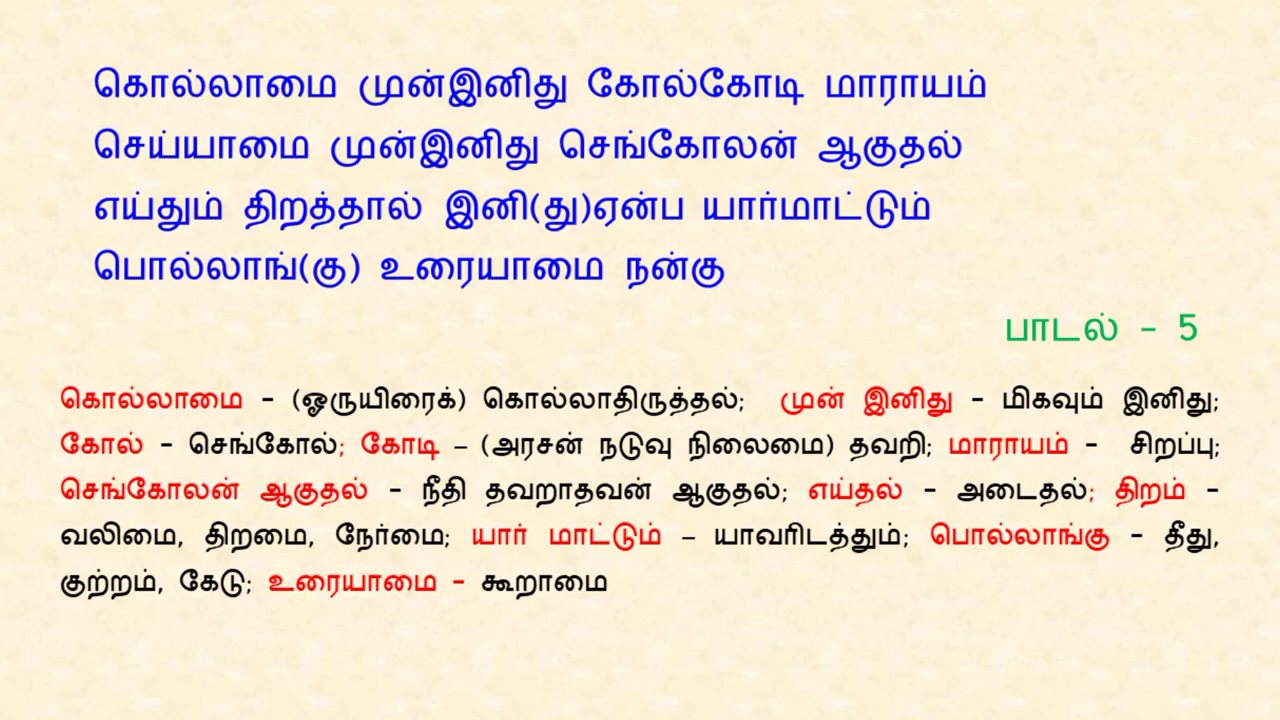 கொல்லாமை முன்இனிது கோல்கோடி மாராயம்
செய்யாமை முன்இனிது செங்கோலன் ஆகுதல்
எய்தும் திறத்தால் இனி(து)ஏன்ப யார்மாட்டும்
பொல்லாங்(கு) உரையாமை நன்கு
பாடல் - 5
கொல்லாமை - (ஓருயிரைக்) கொல்லாதிருத்தல்; முன் இனிது - மிகவும் இனிது;
கோல் - செங்கோல்; கோடி – (அரசன் நடுவு நிலைமை) தவறி; மாராயம் - சிறப்பு;
செங்கோலன் ஆகுதல் - நீதி தவறாதவன் ஆகுதல்; எய்தல் - அடைதல்; திறம் -
வலிமை, திறமை, நேர்மை; யார் மாட்டும் – யாவரிடத்தும்; பொல்லாங்கு - தீது,
குற்றம், கேடு; உரையாமை - கூறாமை